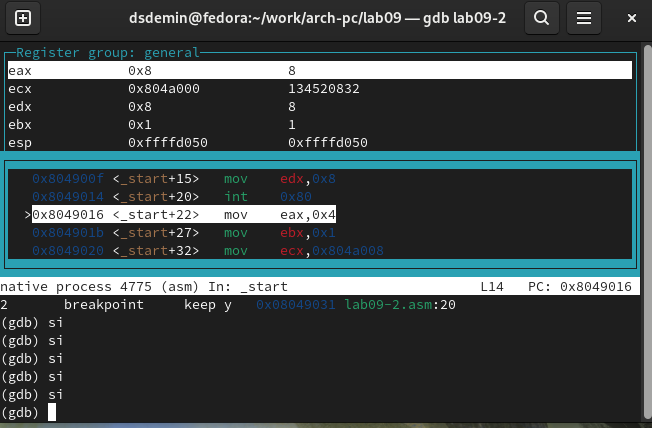 dsdemin@fedora:~/work/arch-pc/lab09 — gdb lab09-2
Register group: general
eax 0x8 8
ecx 0x804a000 134520832
edx 0x8 8
ebx 0x1 1
esp 0xffffd050 0xffffd050
0x804900f <_start+15> mov edx,0x8
0x8049014 <_start+20> int 0x80
>0x8049016 <_start+22> mov eax,0x4
0x804901b <_start+27> mov ebx,0x1
0x8049020 <_start+32> mov ecx,0x804a008
native process 4775 (asm) In: _start L14 PC: 0x8049016
2 breakpoint keep y 0x08049031 lab09-2.asm:20
(gdb) si
(gdb) si
(gdb) si
(gdb) si
(gdb) si
(gdb)